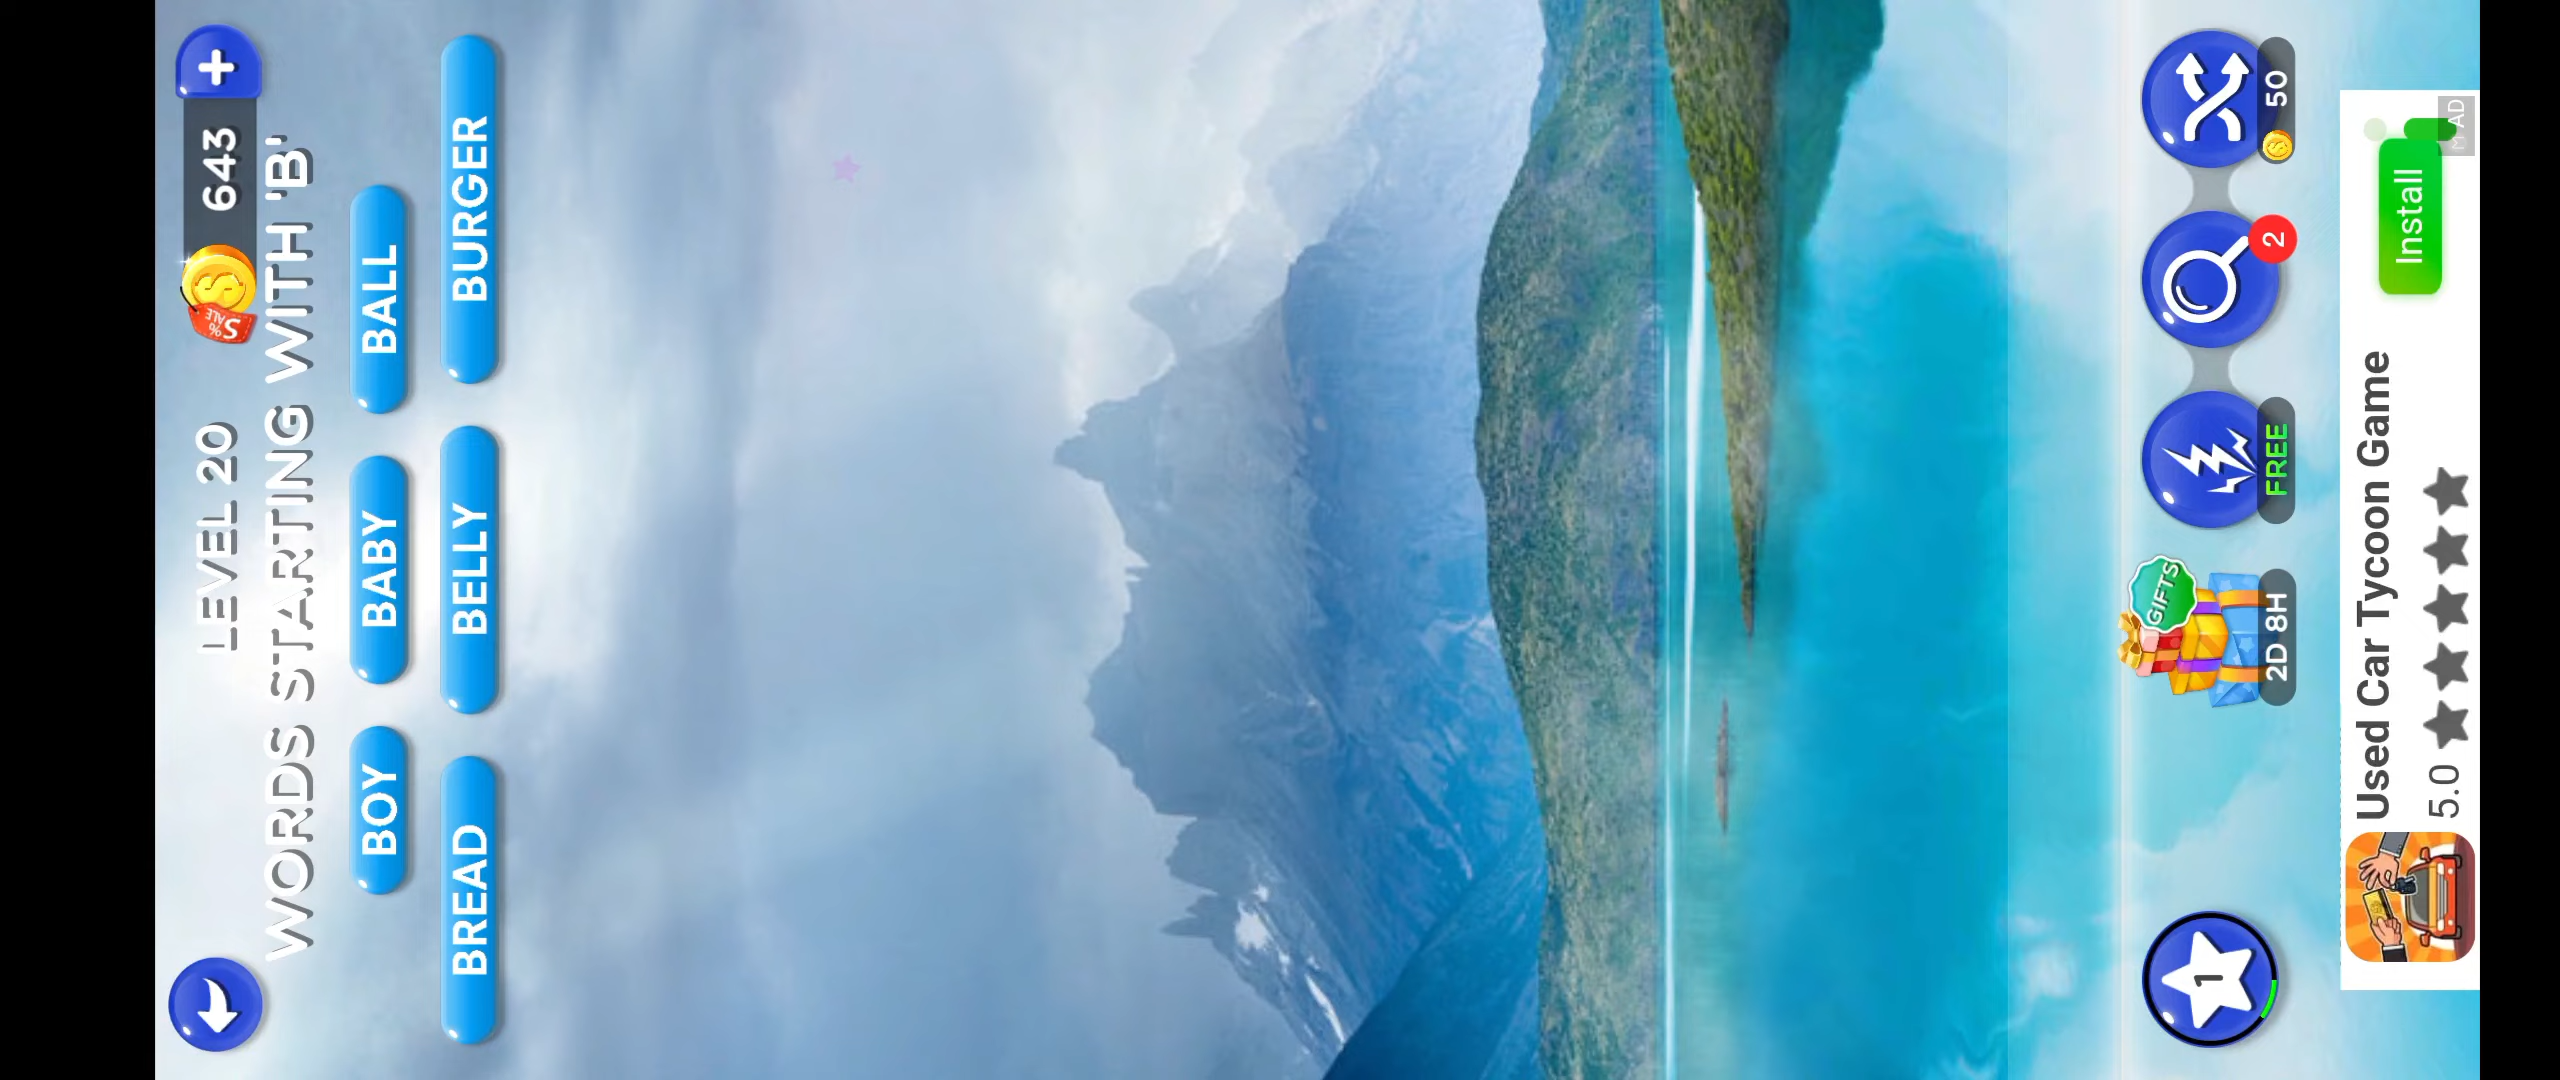 LEVEL 20
643
SALE
%
WORDS STARTING WITH 'B'
BOY BABY BALL
BREAD BELLY BURGER
GIFTS
1
2D 8H
FREE
2
50
Used Car Tycoon Game
5.0
Install
AD